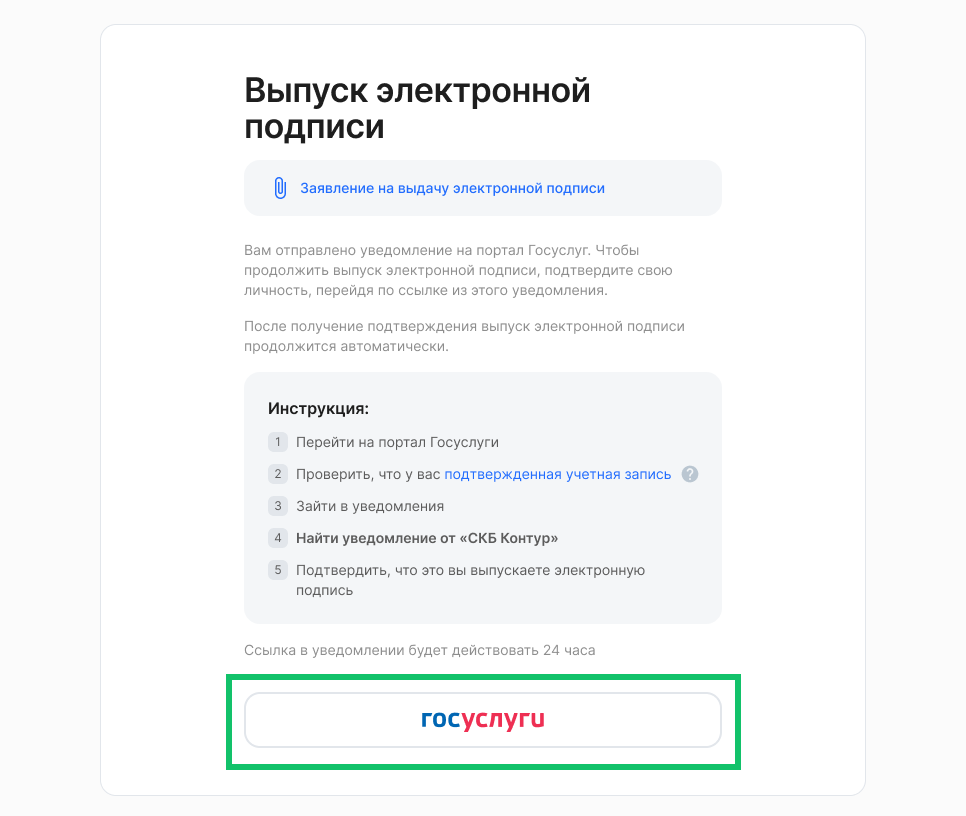 Выпуск электронной
подписи
Заявление на выдачу электронной подписи
Вам отправлено уведомление на портал Госуслуг. Чтобы
продолжить выпуск электронной подписи, подтвердите свою
личность, перейдя по ссылке из этого уведомления.
После получение подтверждения выпуск электронной подписи
продолжится автоматически.
Инструкция:
1 Перейти на портал Госуслуги
2 Проверить, что у вас подтвержденная учетная запись ?
3 Зайти в уведомления
4 Найти уведомление от «СКБ Контур»
5 Подтвердить, что это вы выпускаете электронную
подпись
Ссылка в уведомлении будет действовать 24 часа
госуслуги